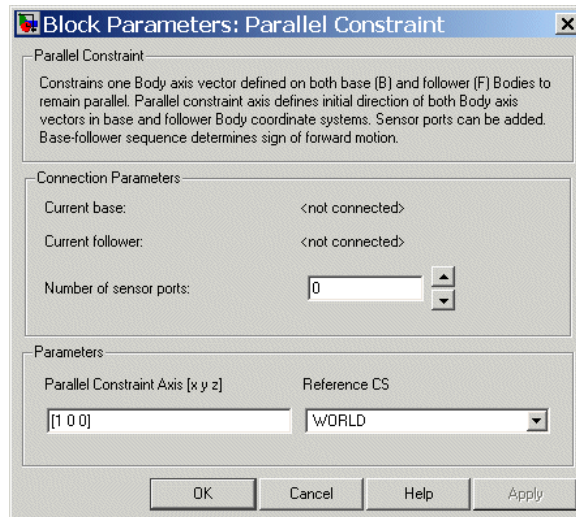 Block Parameters: Parallel Constraint
Parallel Constraint
Constrains one Body axis vector defined on both base (B) and follower (F) Bodies to
remain parallel. Parallel constraint axis defines initial direction of both Body axis
vectors in base and follower Body coordinate systems. Sensor ports can be added.
Base-follower sequence determines sign of forward motion.
Connection Parameters
Current base: <not connected>
Current follower: <not connected>
Number of sensor ports: 0
Parameters
Parallel Constraint Axis [x y z] Reference CS
[1 0 0] WORLD
OK Cancel Help Apply